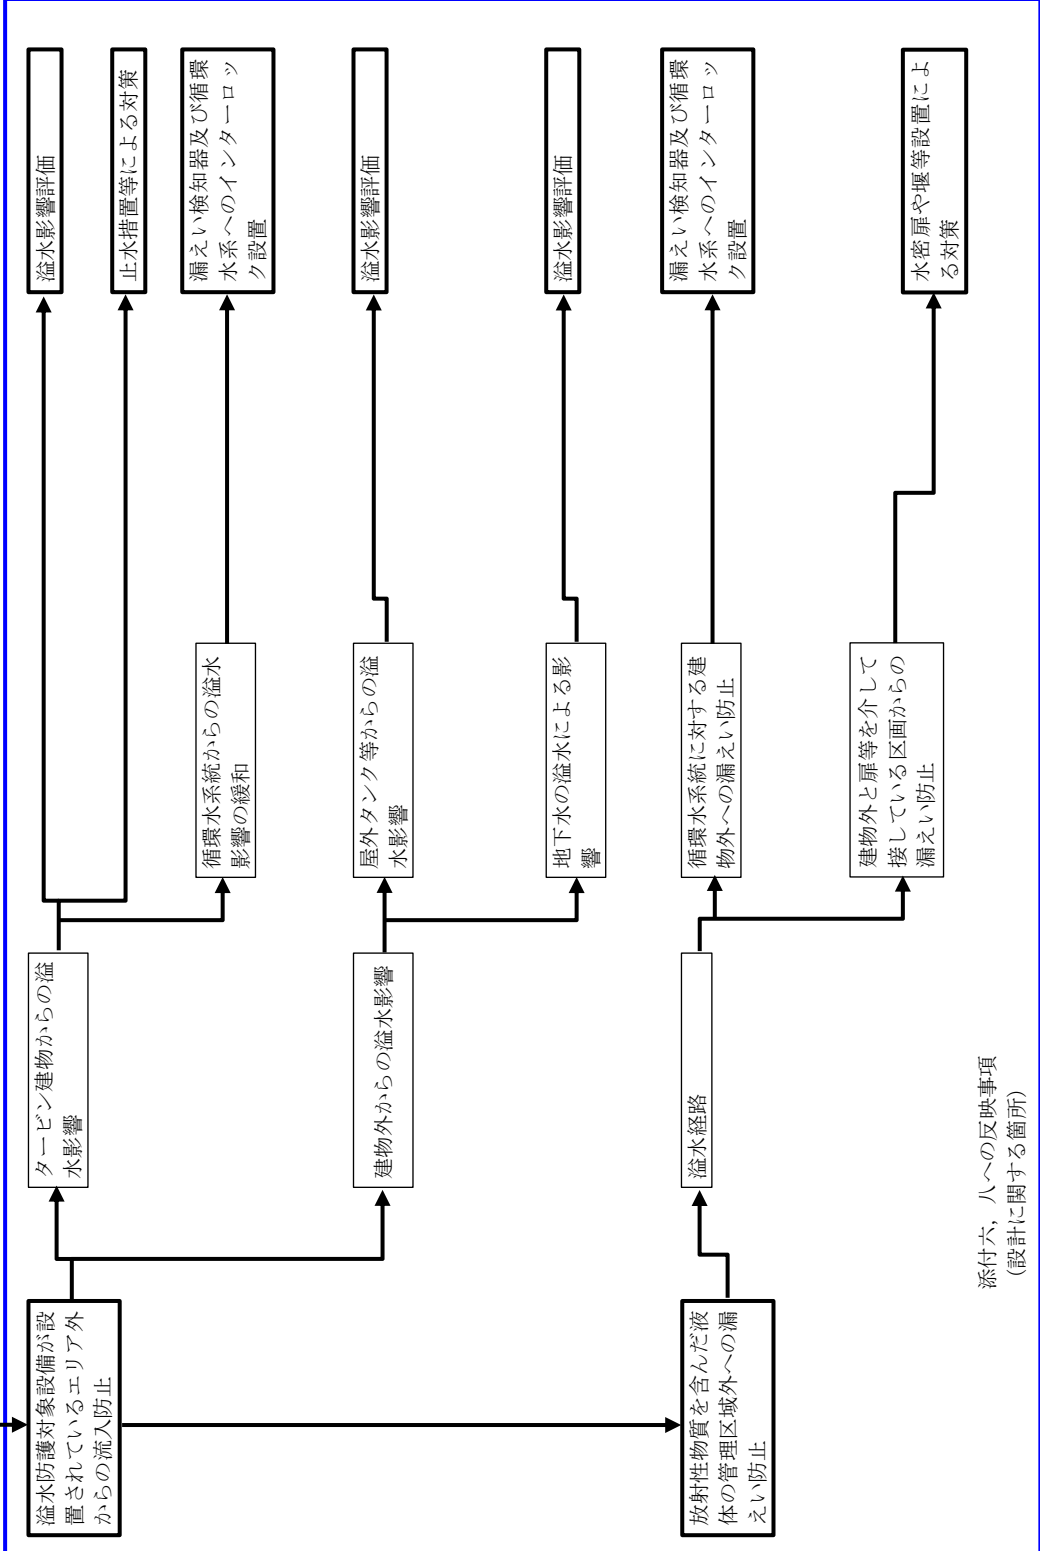 溢水防護対象設備が設
置されているエリア外
からの流入防止
タービン建物からの溢
水影響
溢水影響評価
止水措置等による対策
循環水系統からの溢水
影響の緩和
漏えい検知器及び循環
水系へのインターロッ
ク設置
建物外からの溢水影響
屋外タンク等からの溢
水影響
溢水影響評価
地下水の溢水による影
響
溢水影響評価
放射性物質を含んだ液
体の管理区域外への漏
えい防止
溢水経路
循環水系統に対する建
物外への漏えい防止
漏えい検知器及び循環
水系へのインターロッ
ク設置
建物外と扉等を介して
接している区画からの
漏えい防止
水密扉や堰等設置によ
る対策
添付六，八への反映事項
（設計に関する箇所）